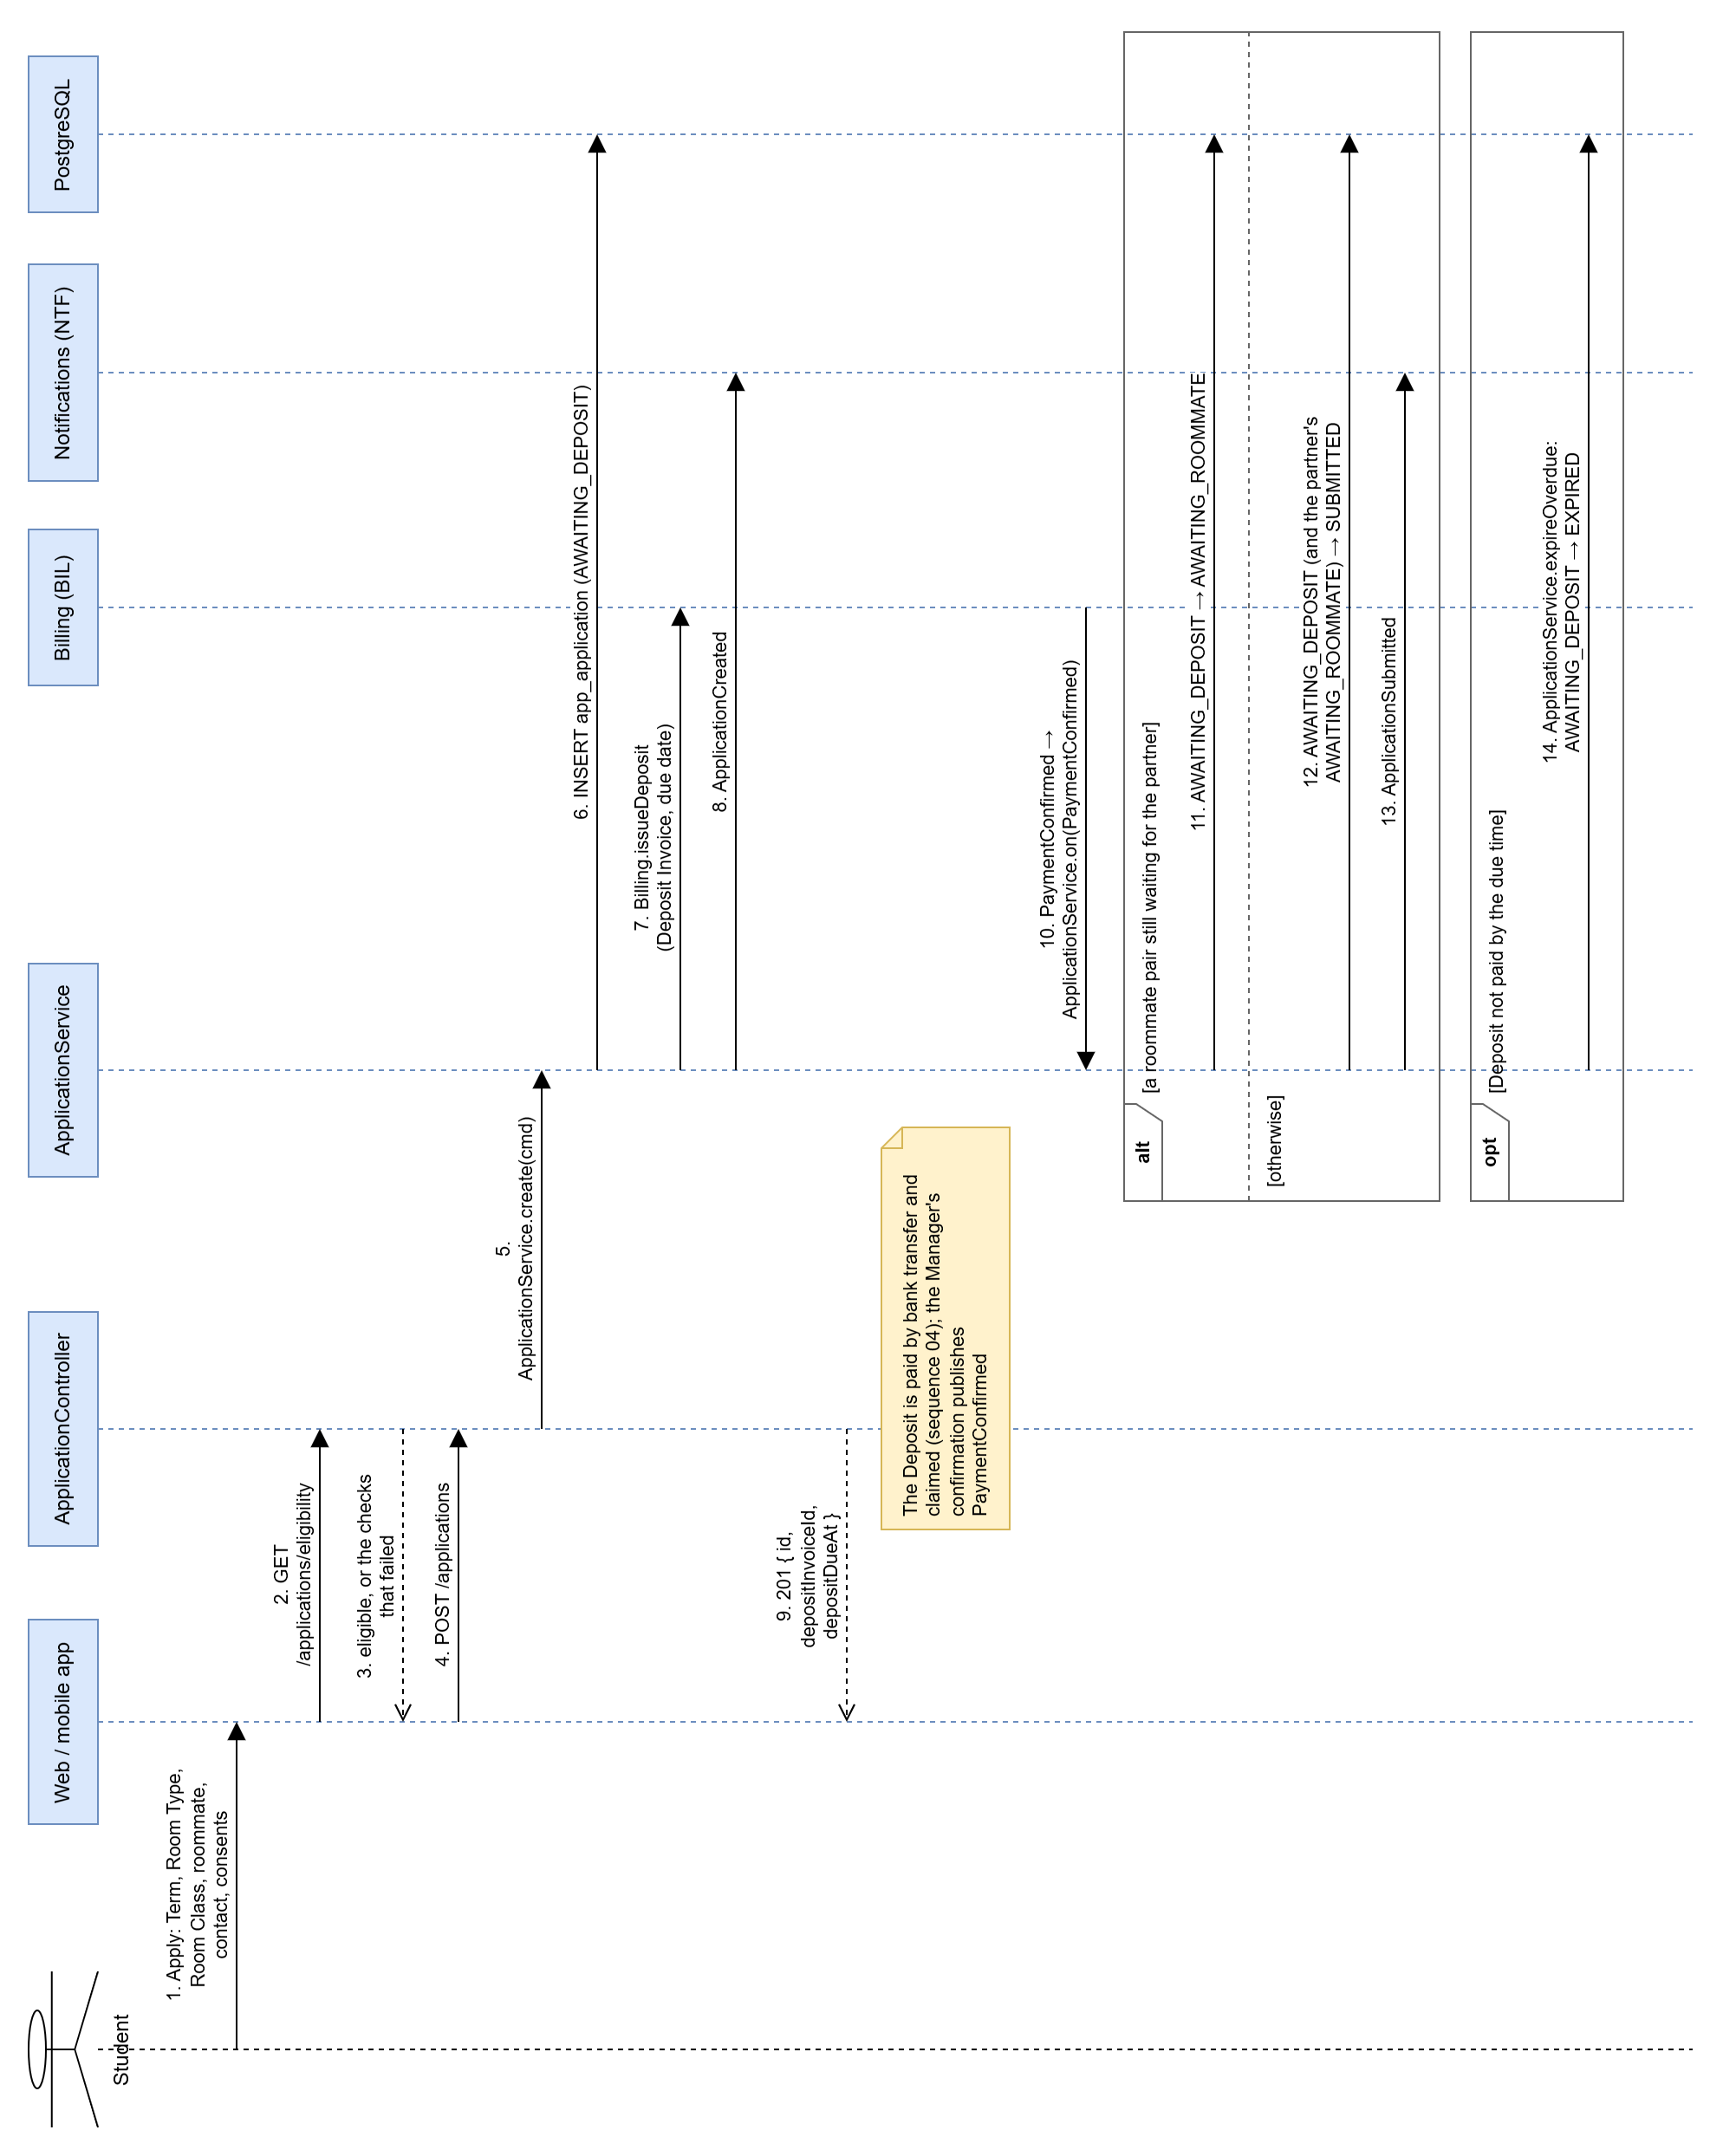 Student
Web / mobile app
ApplicationController
ApplicationService
Billing (BIL)
Notifications (NTF)
PostgreSQL
1. Apply: Term, Room Type,
Room Class, roommate,
contact, consents
2. GET
/applications/eligibility
3. eligible, or the checks
that failed
4. POST /applications
5.
ApplicationService.create(cmd)
6. INSERT app_application (AWAITING_DEPOSIT)
7. Billing.issueDeposit
(Deposit Invoice, due date)
8. ApplicationCreated
9. 201 { id,
depositInvoiceId,
depositDueAt }
The Deposit is paid by bank transfer and
claimed (sequence 04); the Manager's
confirmation publishes
PaymentConfirmed
10. PaymentConfirmed →
ApplicationService.on(PaymentConfirmed)
alt
[a roommate pair still waiting for the partner]
11. AWAITING_DEPOSIT → AWAITING_ROOMMATE
[otherwise]
12. AWAITING_DEPOSIT (and the partner's
AWAITING_ROOMMATE) → SUBMITTED
13. ApplicationSubmitted
opt
[Deposit not paid by the due time]
14. ApplicationService.expireOverdue:
AWAITING_DEPOSIT → EXPIRED